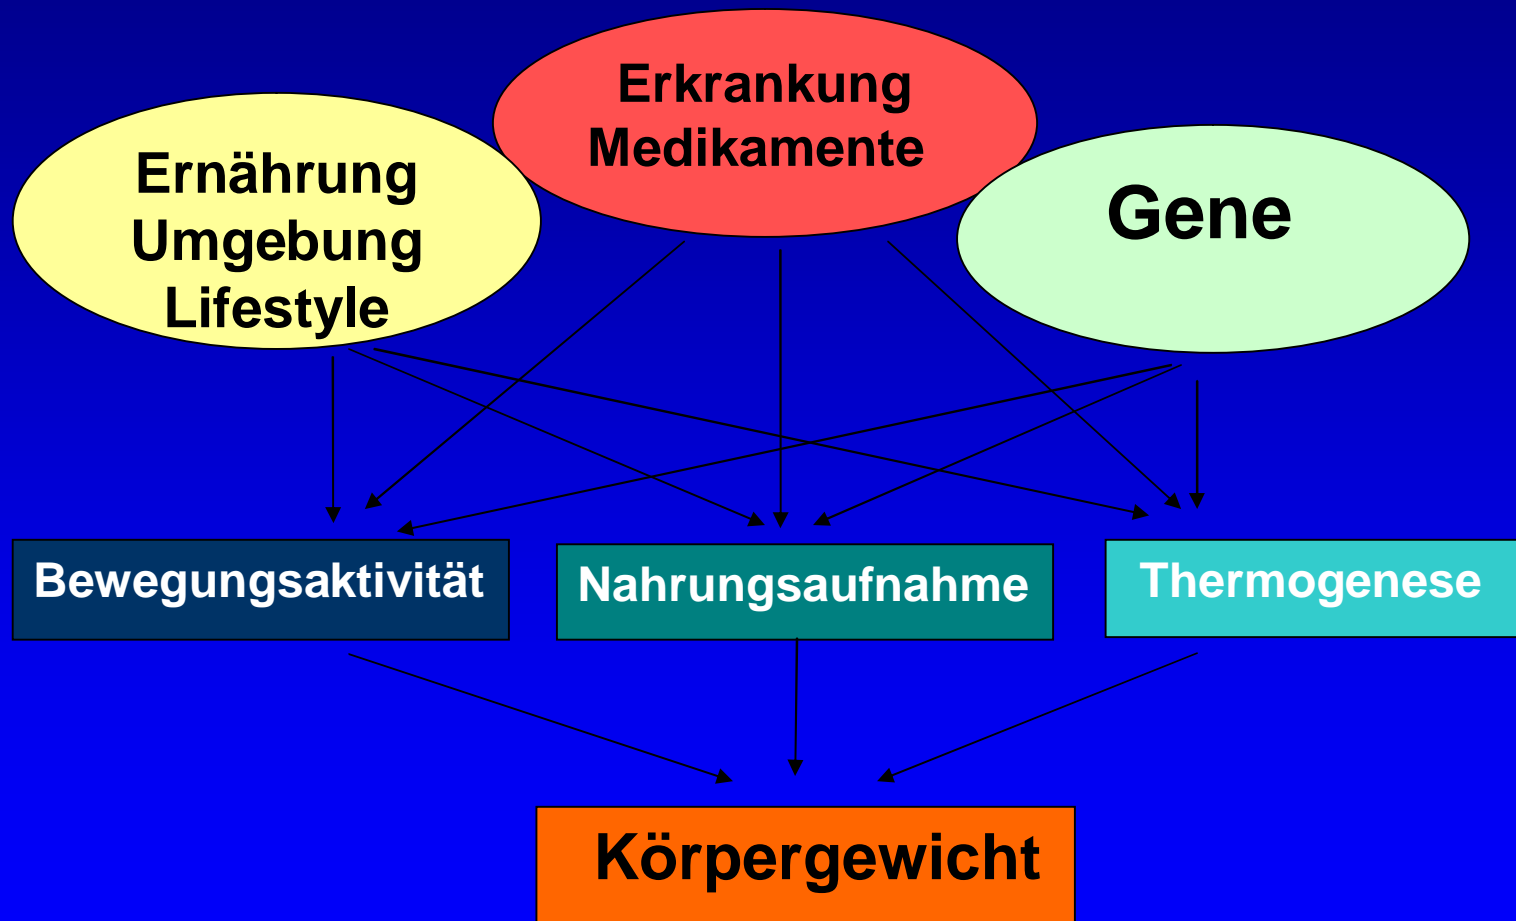 Erkrankung
Medikamente
Ernährung
Umgebung
Lifestyle
Gene
Bewegungsaktivität
Nahrungsaufnahme
Thermogenese
Körpergewicht